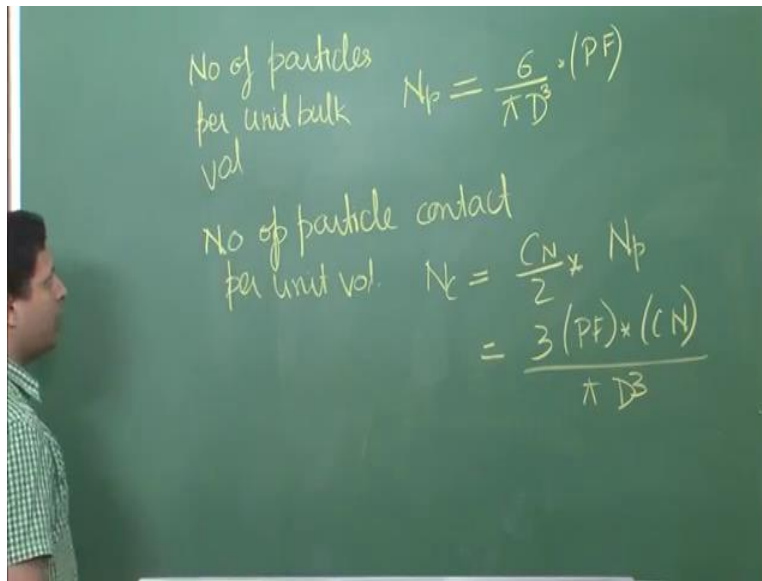 No of particles
per unit bulk
vol
Np = 6/πD³ · (PF)
No of particle contact
per unit vol. Nc = CN/2 * Np
= 3(PF)*(CN)/πD³